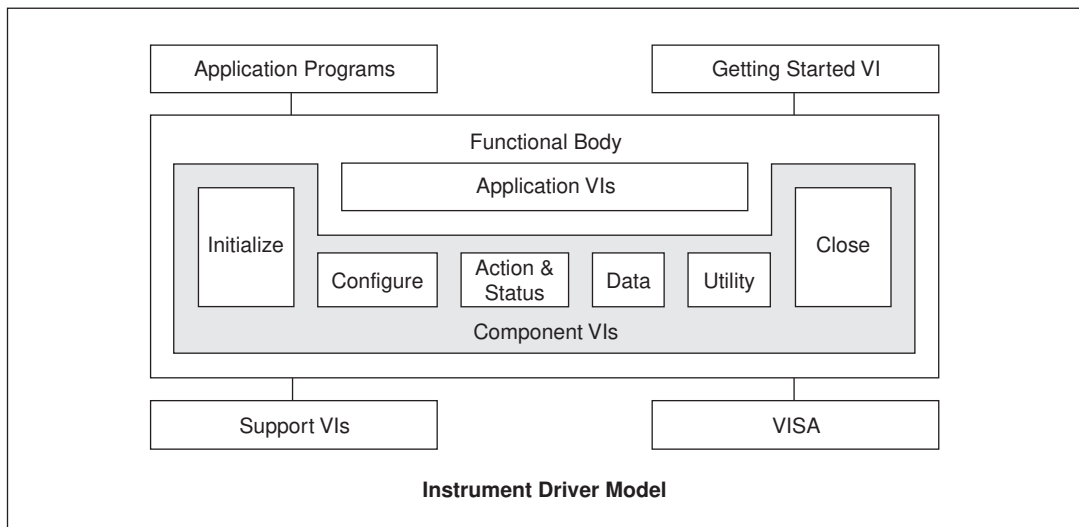 Application Programs
Getting Started VI
Functional Body
Application VIs
Initialize
Close
Configure
Action &
Status
Data
Utility
Component VIs
Support VIs
VISA
Instrument Driver Model